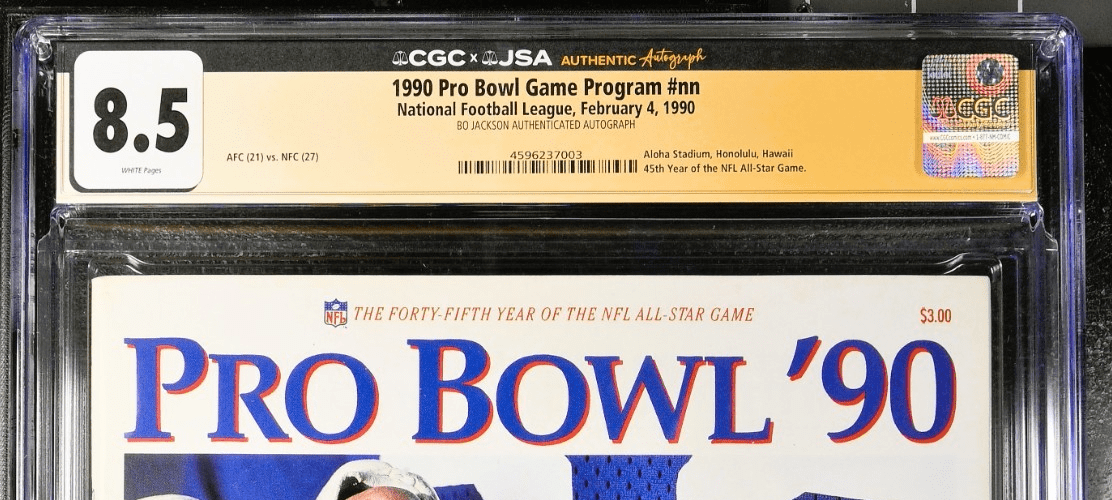 CGC x JSA AUTHENTIC Autograph
8.5
WHITE Pages
1990 Pro Bowl Game Program #nn
National Football League, February 4, 1990
BO JACKSON AUTHENTICATED AUTOGRAPH
AFC (21) vs. NFC (27)
4596237003
Aloha Stadium, Honolulu, Hawaii
45th Year of the NFL All-Star Game.
CGC
NFL
THE FORTY-FIFTH YEAR OF THE NFL ALL-STAR GAME
$3.00
PRO BOWL '90